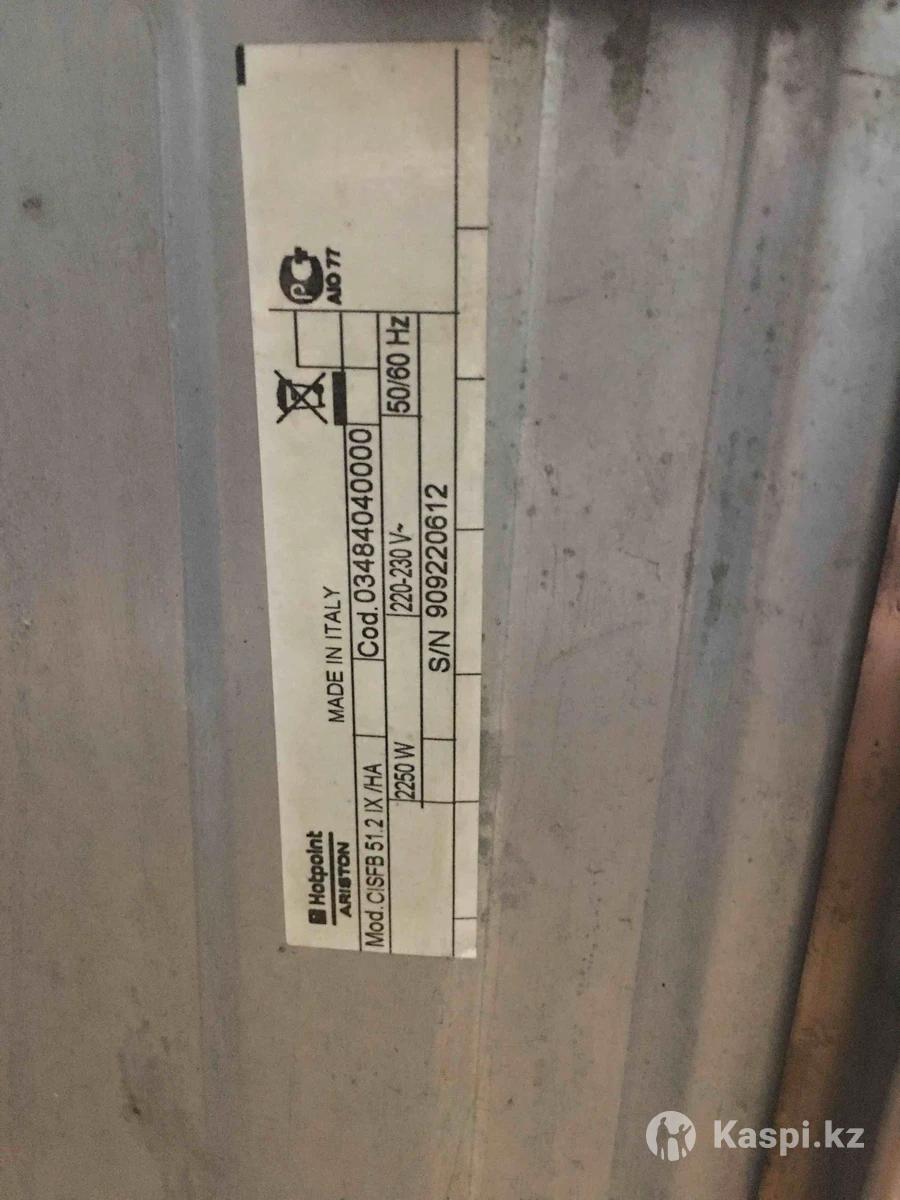 Hotpoint
ARISTON
MADE IN ITALY
AIO 77
Mod. CISFB 51.2 IX /HA
Cod. 03484040000
2250 W
220-230 V~
50/60 Hz
S/N 909220612
Kaspi.kz